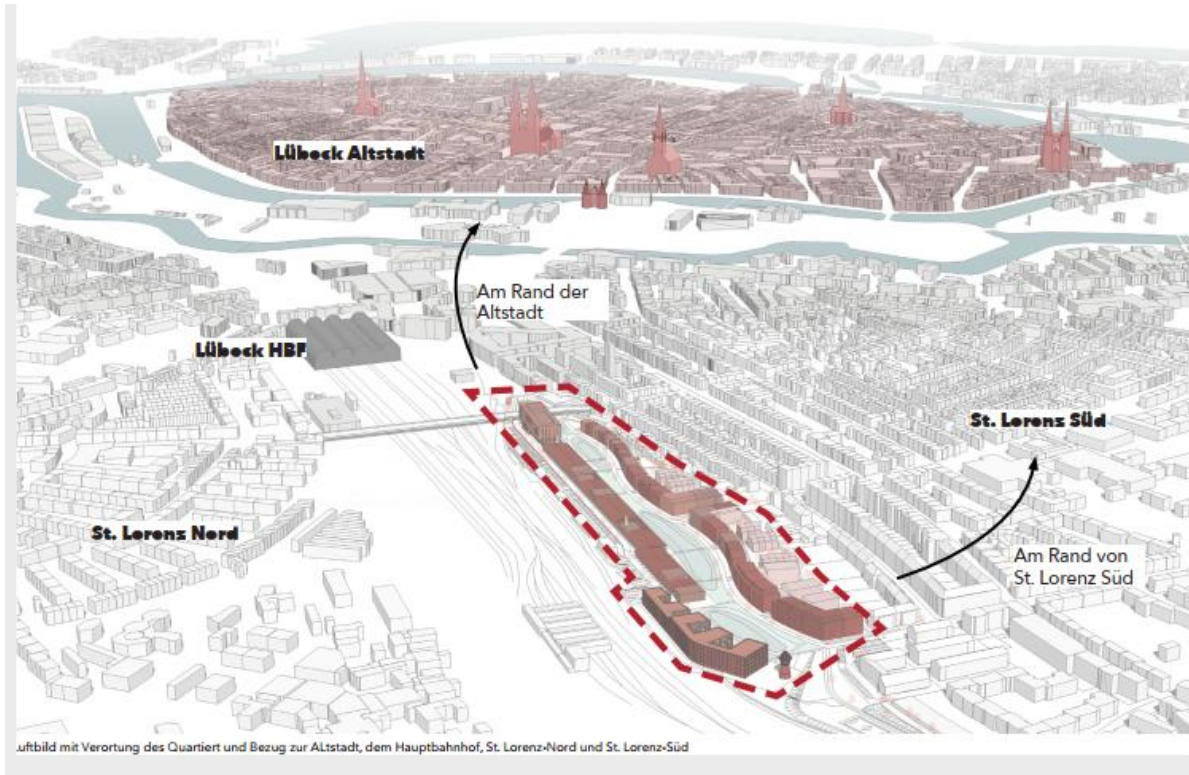 Lübeck Altstadt
Am Rand der
Altstadt
Lübeck HBF
St. Lorenz Süd
St. Lorenz Nord
Am Rand von
St. Lorenz Süd
uftbild mit Verortung des Quartiert und Bezug zur ALtstadt, dem Hauptbahnhof, St. Lorenz-Nord und St. Lorenz-Süd